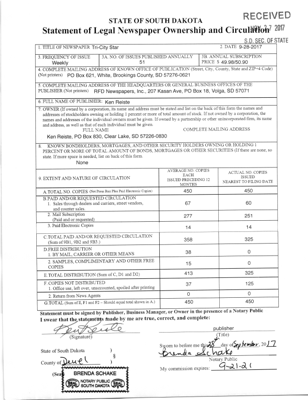 STATE OF SOUTH DAKOTA
RECEIVED
Statement of Legal Newspaper Ownership and Circulation
2017
S.D. SEC. OF STATE
1. TITLE OF NEWSPAPER Tri-City Star
2. DATE 9-28-2017
3. FREQUENCY OF ISSUE
Weekly
3A. NO. OF ISSUES PUBLISHED ANNUALLY
51
3B. ANNUAL SUBSCRIPTION
PRICE $ 49.98/50.90
4. COMPLETE MAILING ADDRESS OF KNOWN OFFICE OF PUBLICATION (Street, City, County, State and ZIP+4 Code)
(Not printers) PO Box 621, White, Brookings County, SD 57276-0621
5. COMPLETE MAILING ADDRESS OF THE HEADQUARTERS OR GENERAL BUSINESS OFFICES OF THE
PUBLISHER (Not printers) RFD Newspapers, Inc., 207 Kasan Ave, PO Box 18, Volga, SD 57071
6. FULL NAME OF PUBLISHER: Ken Reiste
7. OWNER (If owned by a corporation, its name and address must be stated and list on the back of this form the names and
addresses of stockholders owning or holding 1 percent or more of total amount of stock. If not owned by a corporation, the
names and addresses of the individual owners must be given. If owned by a partnership or other unincorporated firm, its name
and address, as well as that of each individual must be given.
FULL NAME
COMPLETE MAILING ADDRESS
Ken Reiste, PO Box 830, Clear Lake, SD 57226-0830
8. KNOWN BONDHOLDERS, MORTGAGES, AND OTHER SECURITY HOLDERS OWNING OR HOLDING 1
PERCENT OR MORE OF TOTAL AMOUNT OF BONDS, MORTGAGES OR OTHER SECURITIES (If there are none, so
state. If more space is needed, list on back of this form.
None
9. EXTENT AND NATURE OF CIRCULATION
AVERAGE NO. COPIES EACH ISSUED PRECEDING 12 MONTHS
ACTUAL NO. COPIES ISSUED NEAREST TO FILING DATE
A TOTAL NO. COPIES
450
450
B PAID AND/OR REQUESTED CIRCULATION
1. Sales through dealers and carriers, street vendors,
and counter sales.
67
60
2. Mail Subscription
(Paid and/or requested)
277
251
3. Paid Electronic Copies
14
14
C TOTAL PAID AND/OR REQUESTED CIRCULATION
(Sum of 9B1, 9B2 and 9B3.)
358
325
D FREE DISTRIBUTION
1. BY MAIL, CARRIER OR OTHER MEANS
38
0
2 SAMPLES, COMPLIMENTARY AND OTHER FREE
COPIES
15
0
E TOTAL DISTRIBUTION (Sum of C, D1 and D2)
413
325
F COPIES NOT DISTRIBUTED
1. Office use, left over, unaccounted, spoiled after printing
37
125
2. Return from News Agents
0
0
G TOTAL (Sum of E, F1 and F2 - Should equal total shown in A.)
450
450
Statement must be signed by Publisher, Business Manager, or Owner in the presence of a Notary Public
I swear that the statements made by me are true, correct, and complete:
Ken Reiste
(Signature)
publisher
(Title)
State of South Dakota )
County of Deuel )
Sworn to before me this 28 day of September, 2017
Brenda Schake
Notary Public
My commission expires: 9-21-21
BRENDA SCHAKE
NOTARY PUBLIC